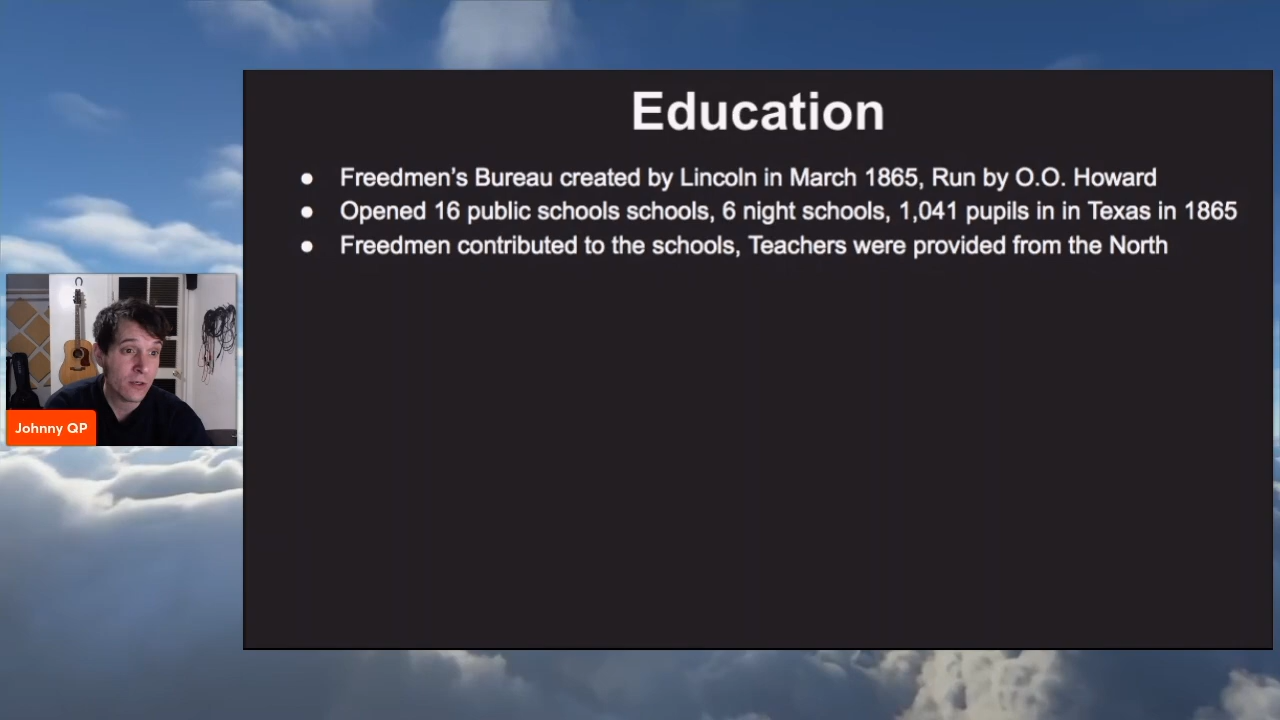 Education
• Freedmen's Bureau created by Lincoln in March 1865, Run by O.O. Howard
• Opened 16 public schools schools, 6 night schools, 1,041 pupils in in Texas in 1865
• Freedmen contributed to the schools, Teachers were provided from the North
Johnny QP